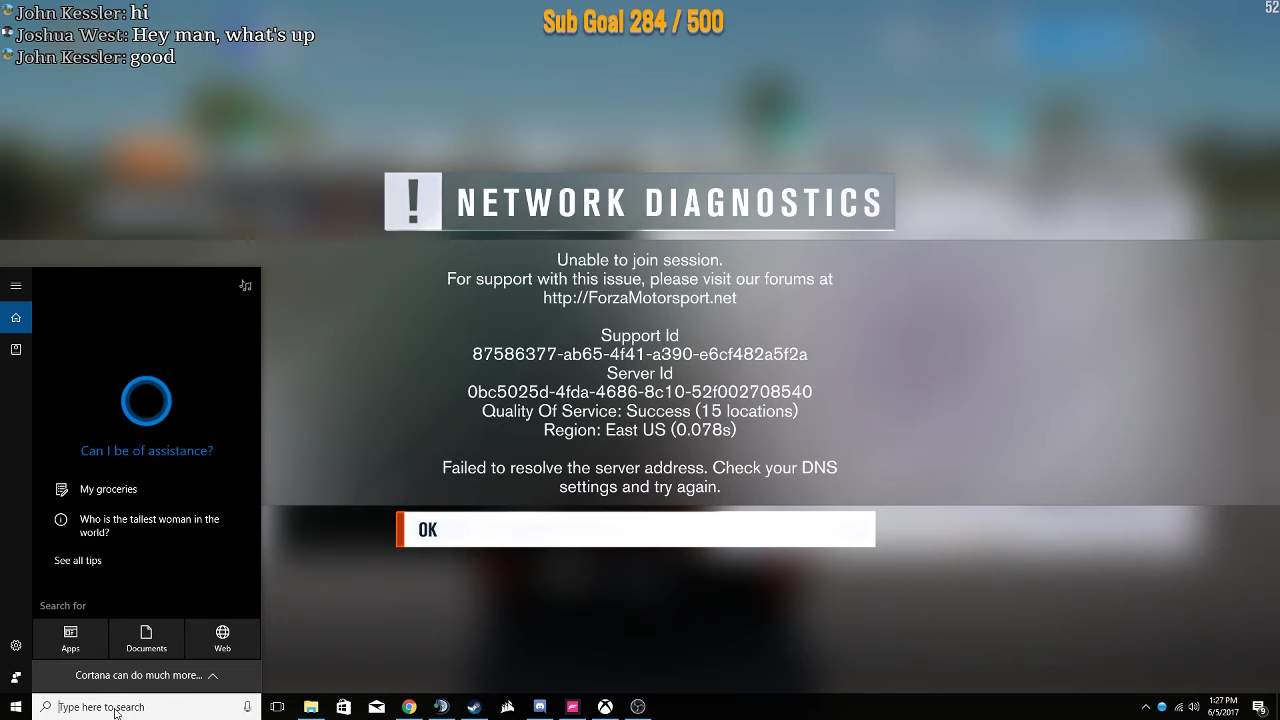 John Kessler: hi
Joshua West: Hey man, what's up
John Kessler: good
Sub Goal 284 / 500
52
! NETWORK DIAGNOSTICS
Unable to join session.
For support with this issue, please visit our forums at
http://ForzaMotorsport.net
Support Id
87586377-ab65-4f41-a390-e6cf482a5f2a
Server Id
0bc5025d-4fda-4686-8c10-52f002708540
Quality Of Service: Success (15 locations)
Region: East US (0.078s)
Failed to resolve the server address. Check your DNS
settings and try again.
OK
Can I be of assistance?
My groceries
Who is the tallest woman in the
world?
See all tips
Search for
Apps
Documents
Web
Cortana can do much more...
Type here to search
1:27 PM
6/5/2017